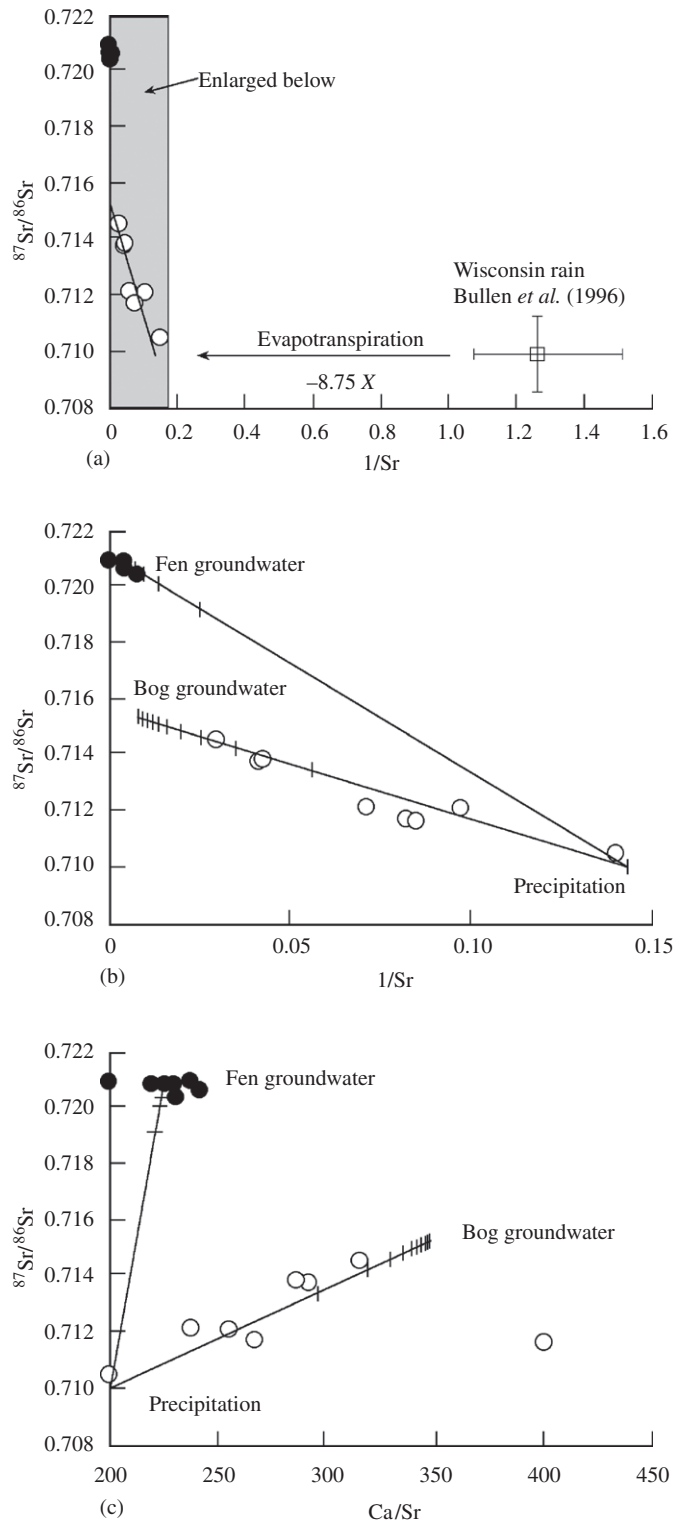 0.722
0.720
0.718
0.716
0.714
0.712
0.710
0.708
⁸⁷Sr/⁸⁶Sr
Enlarged below
Wisconsin rain
Bullen et al. (1996)
Evapotranspiration
–8.75 X
0 0.2 0.4 0.6 0.8 1.0 1.2 1.4 1.6
(a)
1/Sr
0.722
0.720
0.718
0.716
0.714
0.712
0.710
0.708
⁸⁷Sr/⁸⁶Sr
Fen groundwater
Bog groundwater
Precipitation
0 0.05 0.10 0.15
(b)
1/Sr
0.722
0.720
0.718
0.716
0.714
0.712
0.710
0.708
⁸⁷Sr/⁸⁶Sr
Fen groundwater
Bog groundwater
Precipitation
200 250 300 350 400 450
(c)
Ca/Sr